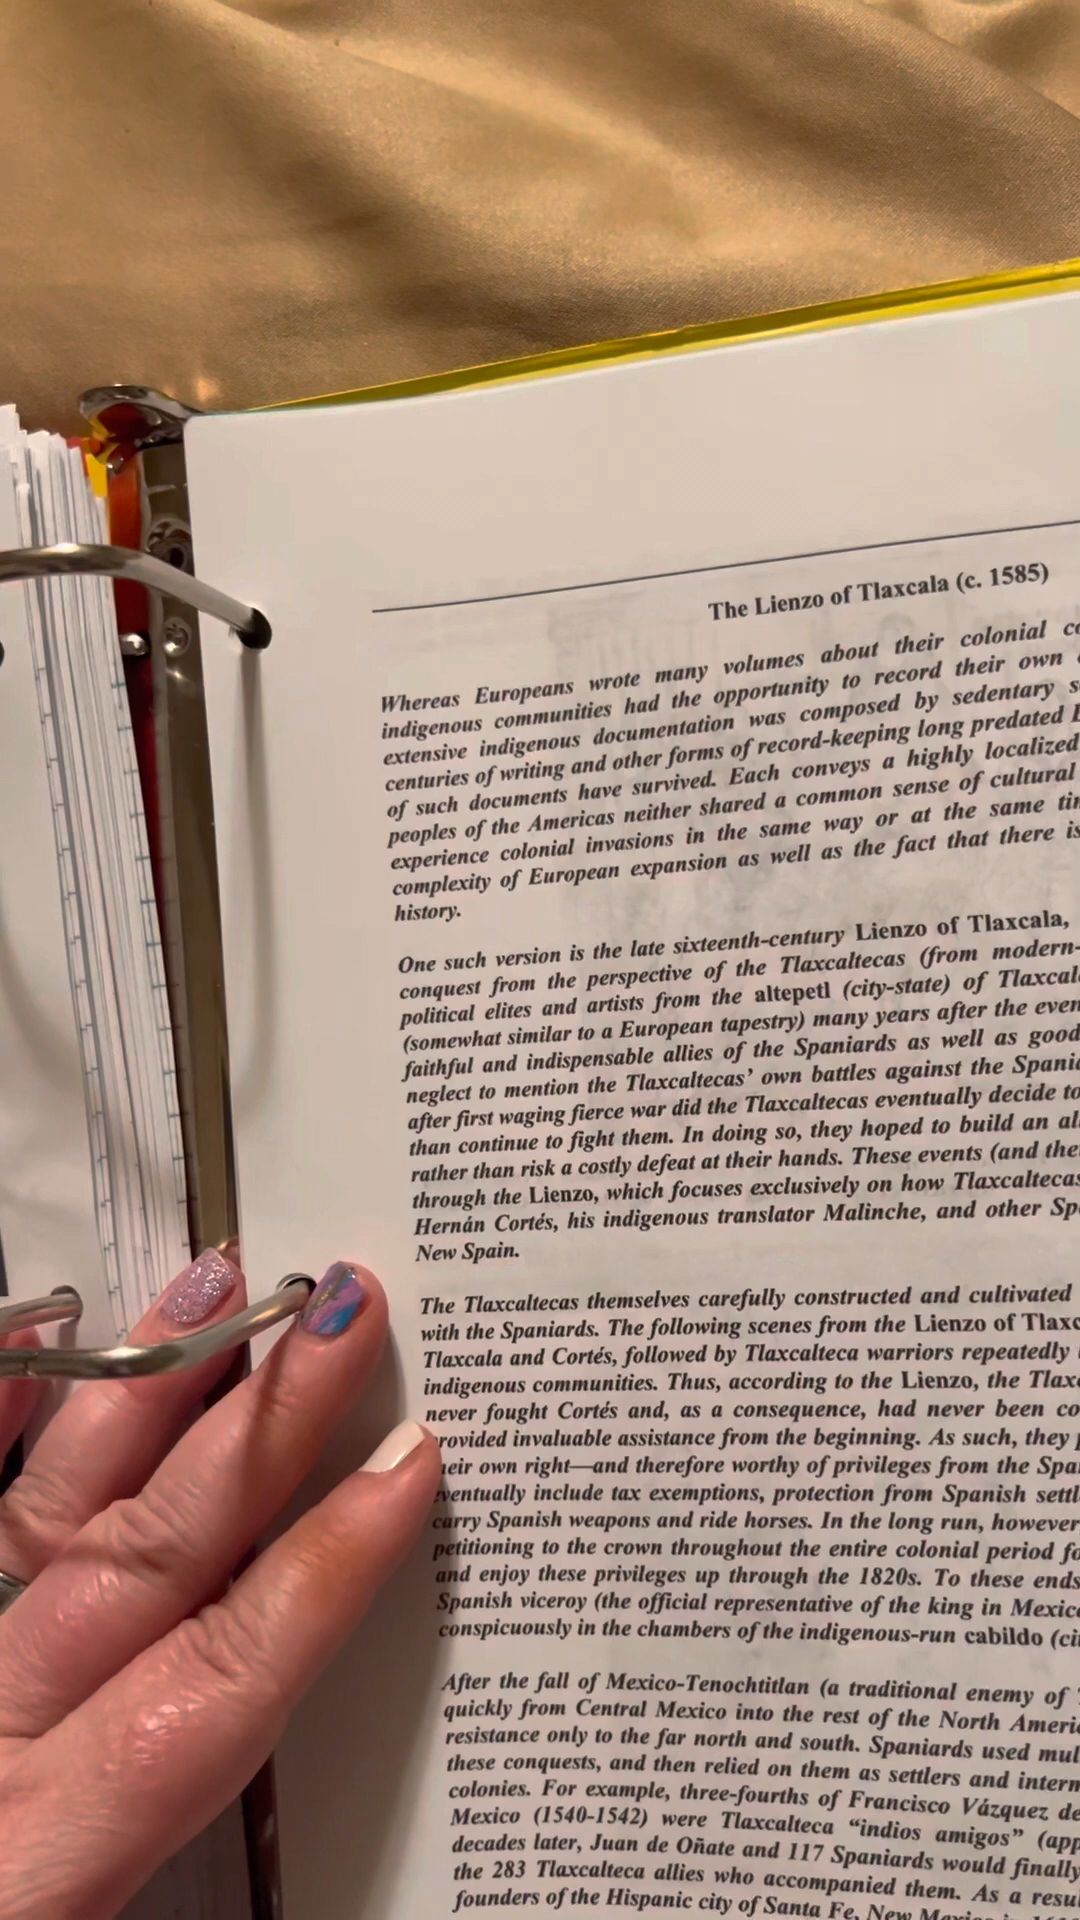 The Lienzo of Tlaxcala (c. 1585)
Whereas Europeans wrote many volumes about their colonial
indigenous communities had the opportunity to record their own
extensive indigenous documentation was composed by sedentary
centuries of writing and other forms of record-keeping long predated
of such documents have survived. Each conveys a highly localized
peoples of the Americas neither shared a common sense of cultural
experience colonial invasions in the same way or at the same
complexity of European expansion as well as the fact that there is
history.
One such version is the late sixteenth-century Lienzo of Tlaxcala,
conquest from the perspective of the Tlaxcaltecas (from modern-
political elites and artists from the altepetl (city-state) of
(somewhat similar to a European tapestry) many years after the
faithful and indispensable allies of the Spaniards as well as good
neglect to mention the Tlaxcaltecas' own battles against the
after first waging fierce war did the Tlaxcaltecas eventually decide to
than continue to fight them. In doing so, they hoped to build an
rather than risk a costly defeat at their hands. These events (and
through the Lienzo, which focuses exclusively on how Tlaxcaltecas
Hernán Cortés, his indigenous translator Malinche, and other
New Spain.
The Tlaxcaltecas themselves carefully constructed and cultivated
with the Spaniards. The following scenes from the Lienzo of
Tlaxcala and Cortés, followed by Tlaxcalteca warriors repeatedly
indigenous communities. Thus, according to the Lienzo, the
never fought Cortés and, as a consequence, had never been
provided invaluable assistance from the beginning. As such, they
their own right—and therefore worthy of privileges from the
eventually include tax exemptions, protection from Spanish
carry Spanish weapons and ride horses. In the long run, however
petitioning to the crown throughout the entire colonial period
and enjoy these privileges up through the 1820s. To these ends
Spanish viceroy (the official representative of the king in
conspicuously in the chambers of the indigenous-run cabildo
After the fall of Mexico-Tenochtitlan (a traditional enemy of
quickly from Central Mexico into the rest of the North
resistance only to the far north and south. Spaniards used
these conquests, and then relied on them as settlers and
colonies. For example, three-fourths of Francisco Vázquez de
Mexico (1540-1542) were Tlaxcalteca "indios amigos"
decades later, Juan de Oñate and 117 Spaniards would
the 283 Tlaxcalteca allies who accompanied them. As a
founders of the Hispanic city of Santa Fe, New Mexico